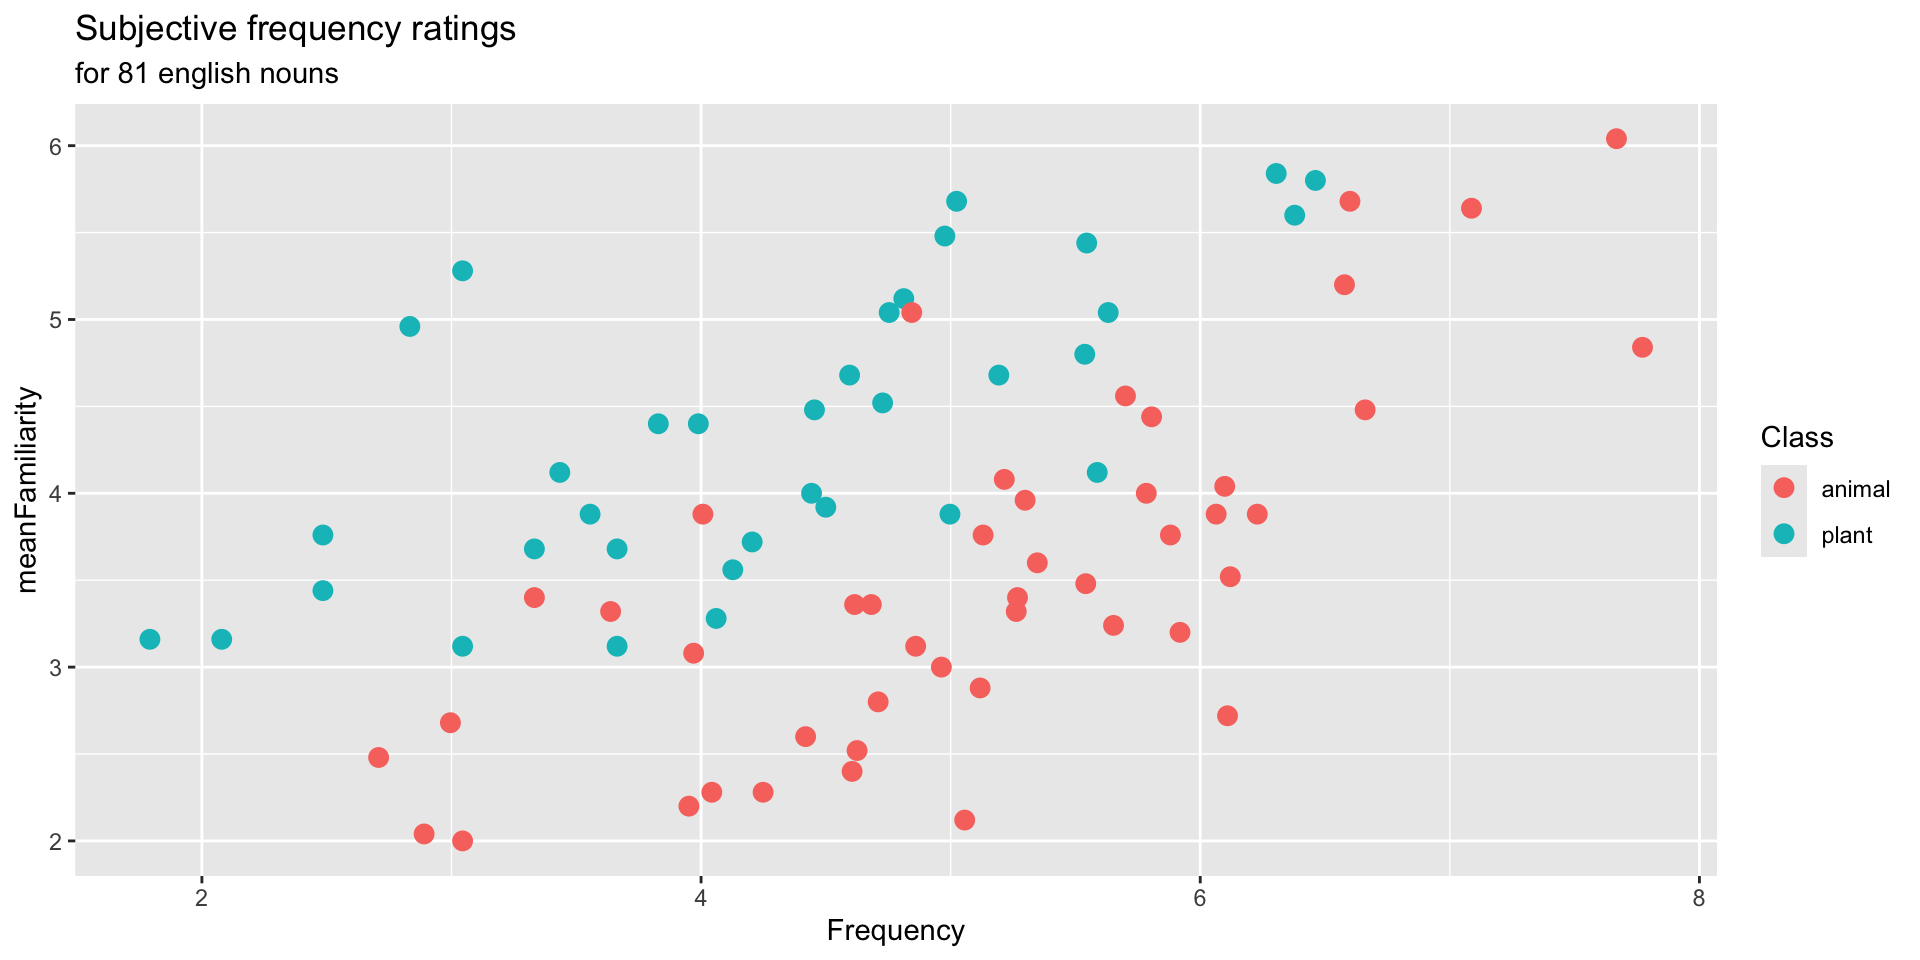 Subjective frequency ratings
for 81 english nouns
6
5
4
3
2
meanFamiliarity
2 4 6 8
Frequency
Class
animal
plant